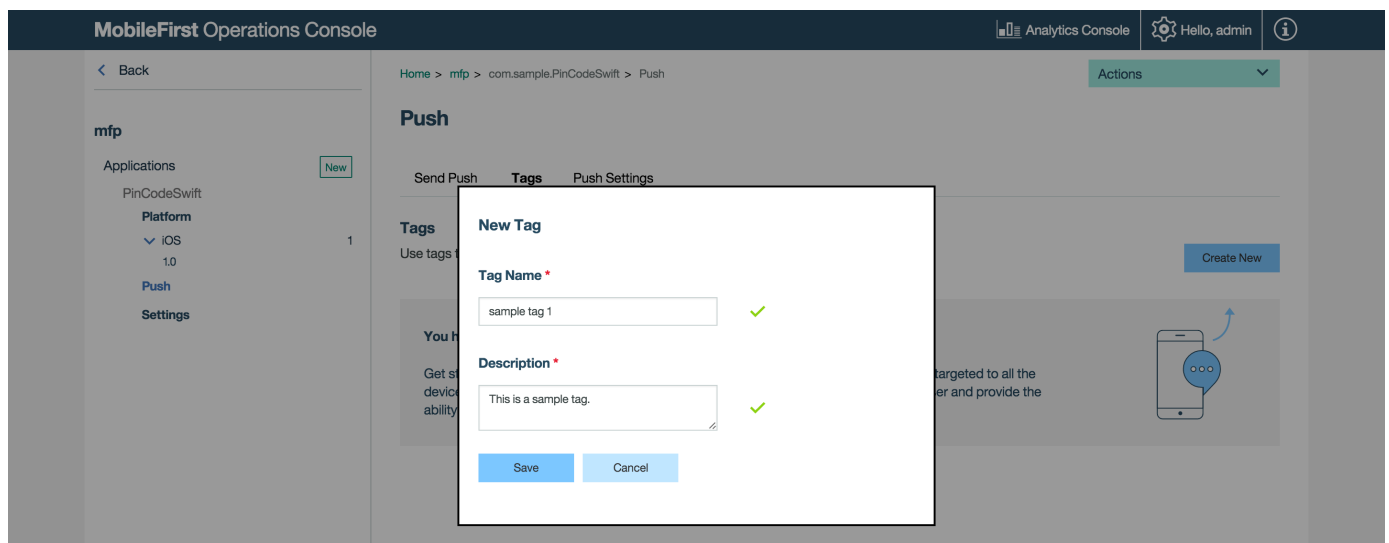 MobileFirst Operations Console
Analytics Console
Hello, admin
Back
mfp
Applications
New
PinCodeSwift
Platform
iOS
1
1.0
Push
Settings
Home > mfp > com.sample.PinCodeSwift > Push
Actions
Push
Send Push Tags Push Settings
Tags
Use tags
Create New
You
Get
targeted to all the
er and provide the
ability
New Tag
Tag Name *
sample tag 1
Description *
This is a sample tag.
Save
Cancel